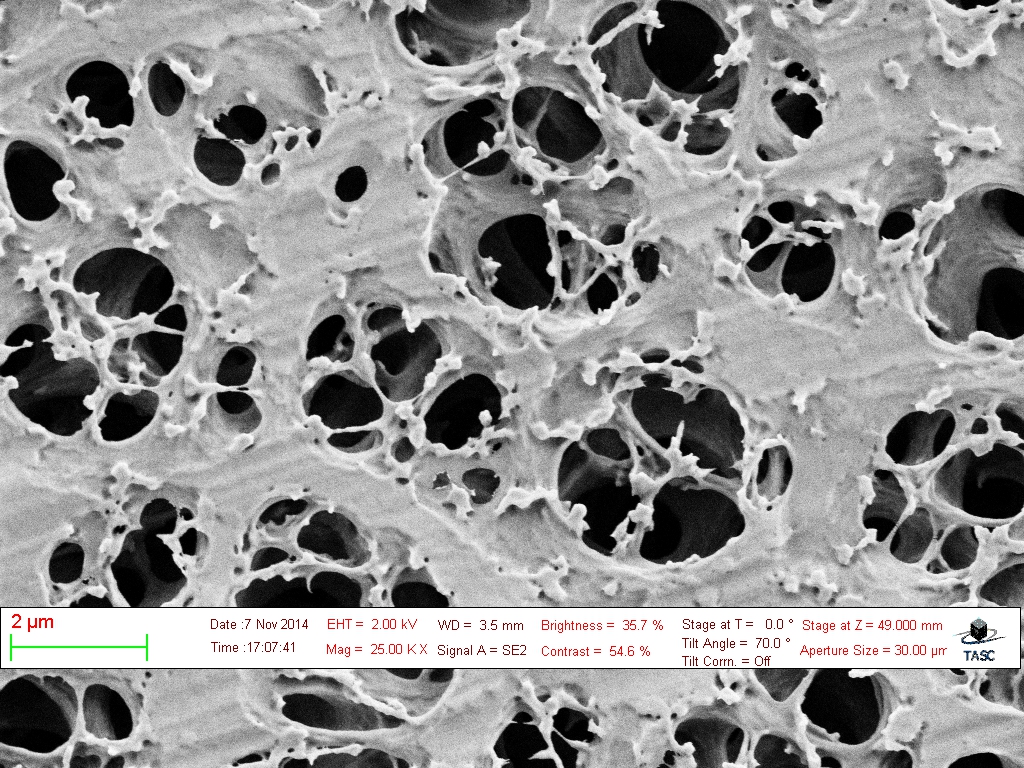 2 µm
Date :7 Nov 2014 EHT = 2.00 kV WD = 3.5 mm Brightness = 35.7 % Stage at T = 0.0 ° Stage at Z = 49.000 mm
Time :17:07:41 Mag = 25.00 K X Signal A = SE2 Contrast = 54.6 % Tilt Angle = 70.0 ° Aperture Size = 30.00 µm
Tilt Corrn. = Off
TASC